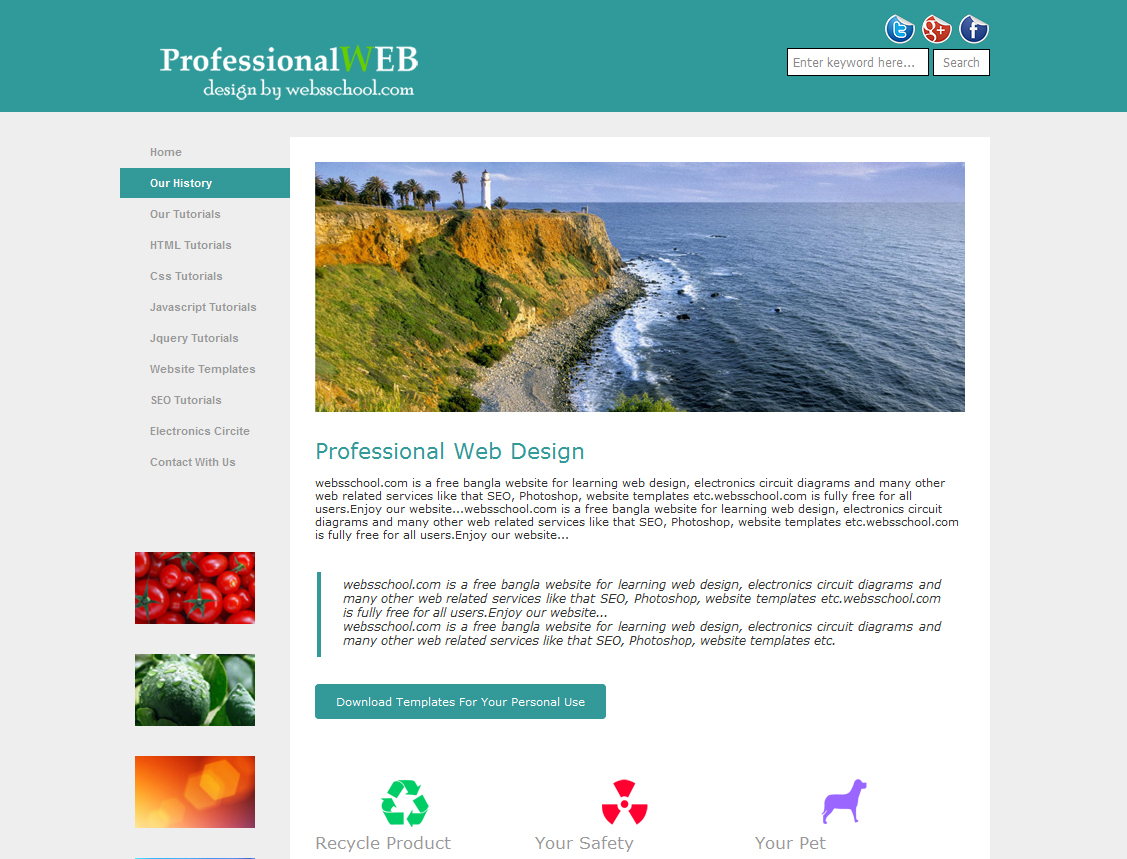 ProfessionalWEB
design by websschool.com
Enter keyword here...
Search
Home
Our History
Our Tutorials
HTML Tutorials
Css Tutorials
Javascript Tutorials
Jquery Tutorials
Website Templates
SEO Tutorials
Electronics Circite
Contact With Us
Professional Web Design
websschool.com is a free bangla website for learning web design, electronics circuit diagrams and many other
web related services like that SEO, Photoshop, website templates etc.websschool.com is fully free for all
users.Enjoy our website...websschool.com is a free bangla website for learning web design, electronics circuit
diagrams and many other web related services like that SEO, Photoshop, website templates etc.websschool.com
is fully free for all users.Enjoy our website...
websschool.com is a free bangla website for learning web design, electronics circuit diagrams and
many other web related services like that SEO, Photoshop, website templates etc.websschool.com
is fully free for all users.Enjoy our website...
websschool.com is a free bangla website for learning web design, electronics circuit diagrams and
many other web related services like that SEO, Photoshop, website templates etc.
Download Templates For Your Personal Use
Recycle Product
Your Safety
Your Pet